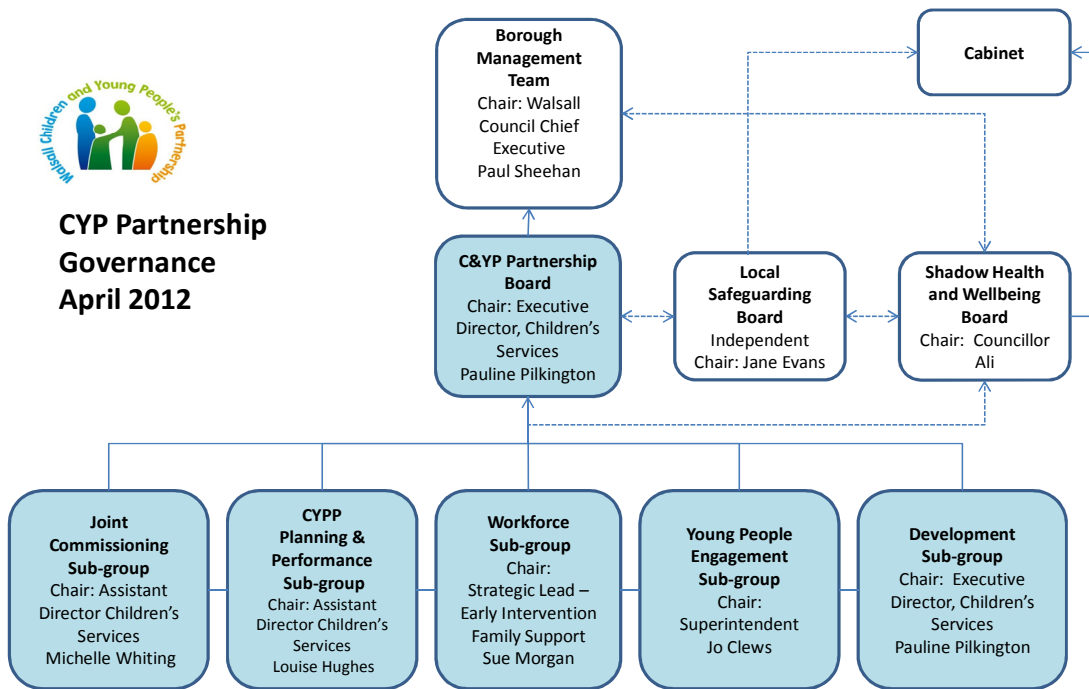 Walsall Children and Young People's Partnership
CYP Partnership
Governance
April 2012
Borough
Management
Team
Chair: Walsall
Council Chief
Executive
Paul Sheehan
Cabinet
C&YP Partnership
Board
Chair: Executive
Director, Children's
Services
Pauline Pilkington
Local
Safeguarding
Board
Independent
Chair: Jane Evans
Shadow Health
and Wellbeing
Board
Chair: Councillor
Ali
Joint
Commissioning
Sub-group
Chair: Assistant
Director Children's
Services
Michelle Whiting
CYPP
Planning &
Performance
Sub-group
Chair: Assistant
Director Children's
Services
Louise Hughes
Workforce
Sub-group
Chair:
Strategic Lead –
Early Intervention
Family Support
Sue Morgan
Young People
Engagement
Sub-group
Chair:
Superintendent
Jo Clews
Development
Sub-group
Chair: Executive
Director, Children's
Services
Pauline Pilkington